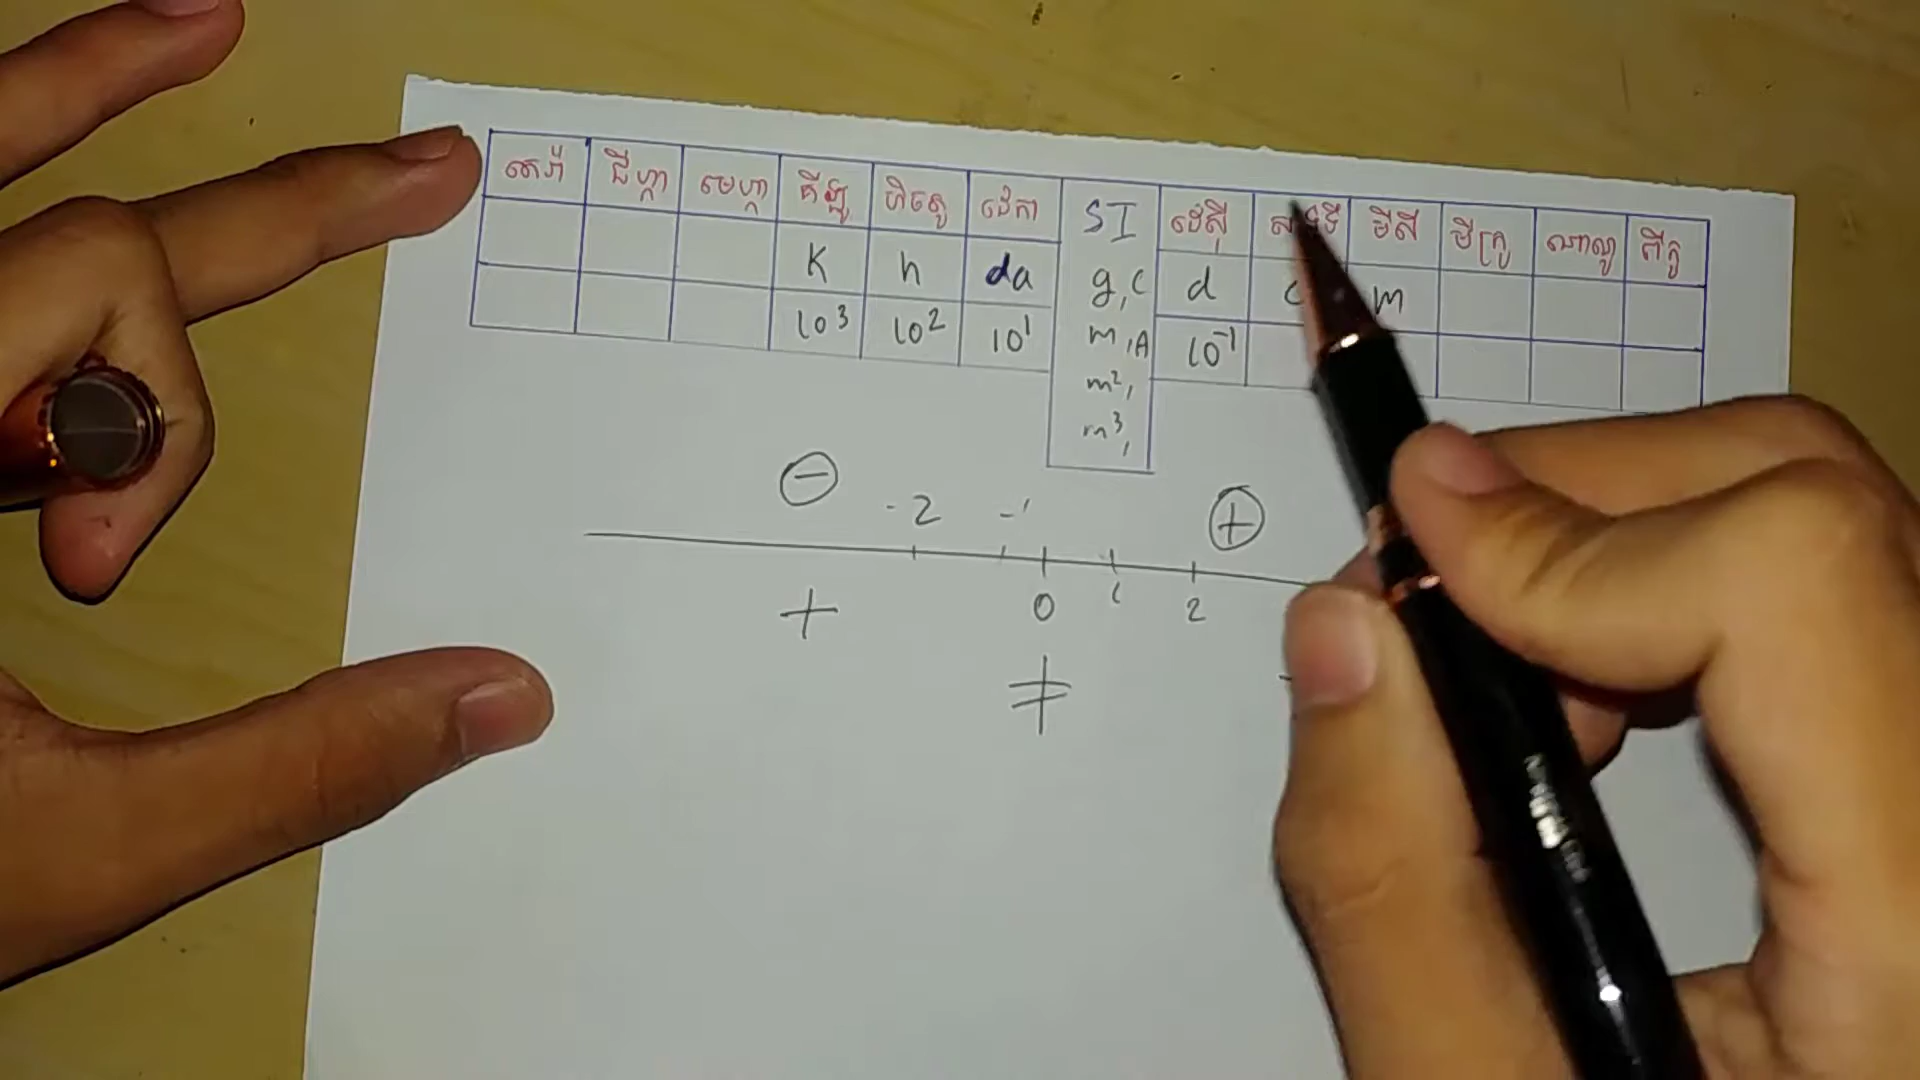 តេរ៉ា ជីហ្គា មេហ្គា គីឡូ ហិចតូ ដេកា SI ដេស៊ី មីលី មីក្រូ ណាណូ ពីកូ
K h da g, C d c m
10³ 10² 10¹ m, A 10⁻¹
m²,
m³,
⊖ -2 -1 ⊕
+ 0 1 2
≠